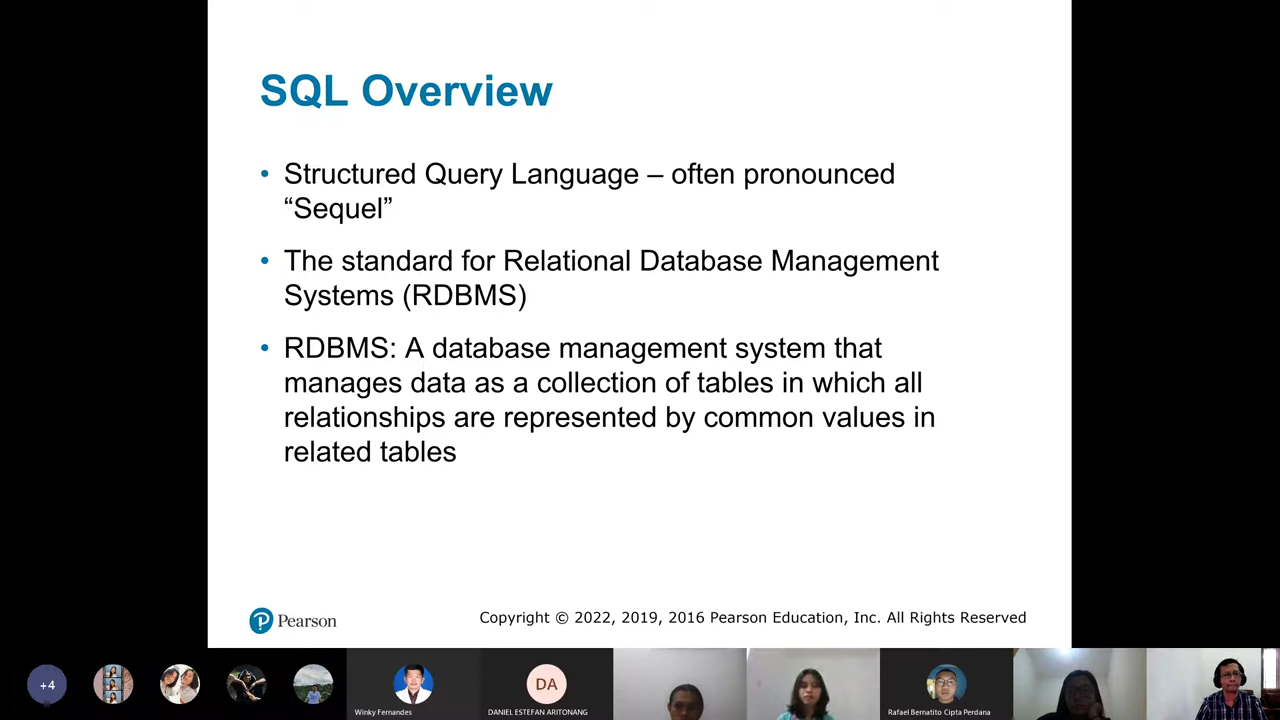 SQL Overview
• Structured Query Language – often pronounced
“Sequel”
• The standard for Relational Database Management
Systems (RDBMS)
• RDBMS: A database management system that
manages data as a collection of tables in which all
relationships are represented by common values in
related tables
P Pearson
Copyright © 2022, 2019, 2016 Pearson Education, Inc. All Rights Reserved
+4
DA
Winky Fernandes
DANIEL ESTEFAN ARITONANG
Rafael Bernatito Cipta Perdana